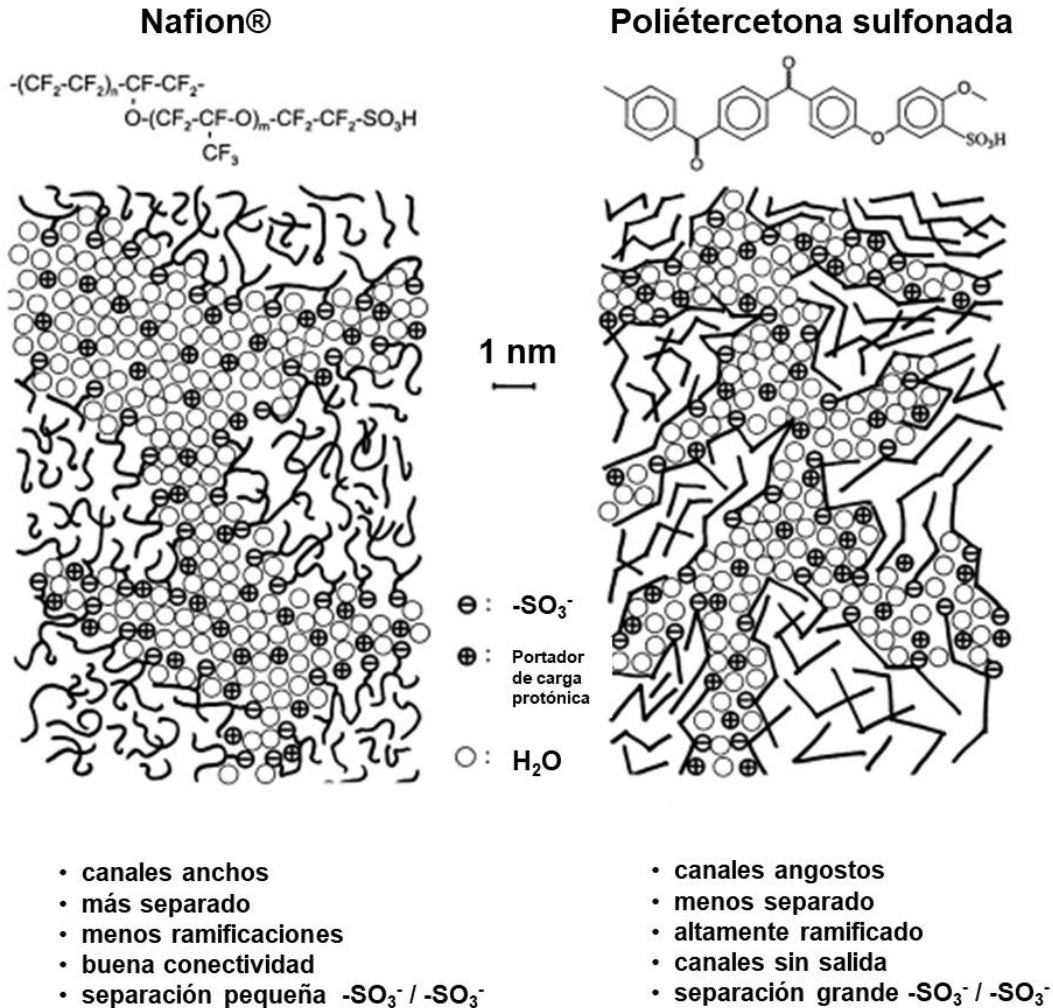 Nafion®
Poliétercetona sulfonada
-(CF₂-CF₂)ₙ-CF-CF₂-
O-(CF₂-CF-O)ₘ-CF₂-CF₂-SO₃H
CF₃
O
O
O
O
SO₃H
1 nm
⊖ : -SO₃⁻
⊕ : Portador
de carga
protónica
○ : H₂O
• canales anchos
• más separado
• menos ramificaciones
• buena conectividad
• separación pequeña -SO₃⁻ / -SO₃⁻
• canales angostos
• menos separado
• altamente ramificado
• canales sin salida
• separación grande -SO₃⁻ / -SO₃⁻